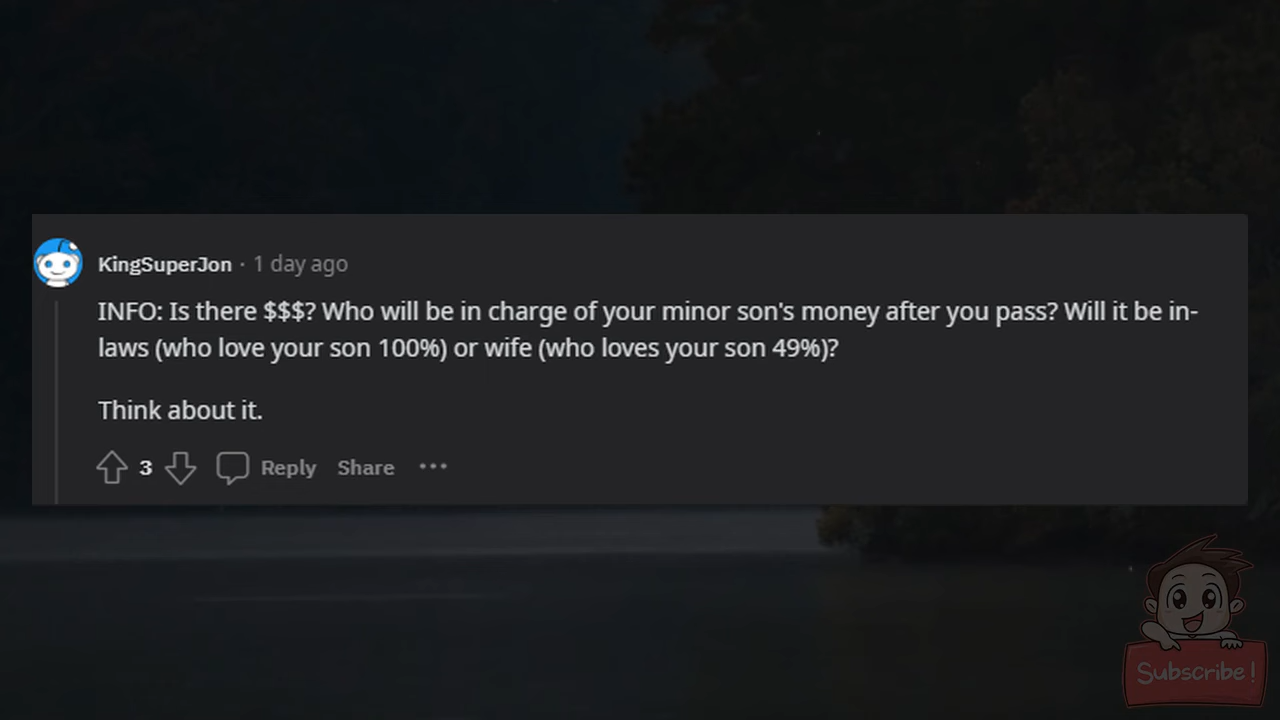 KingSuperJon · 1 day ago
INFO: Is there $$$? Who will be in charge of your minor son's money after you pass? Will it be in-
laws (who love your son 100%) or wife (who loves your son 49%)?
Think about it.
3 Reply Share ···
Subscribe!